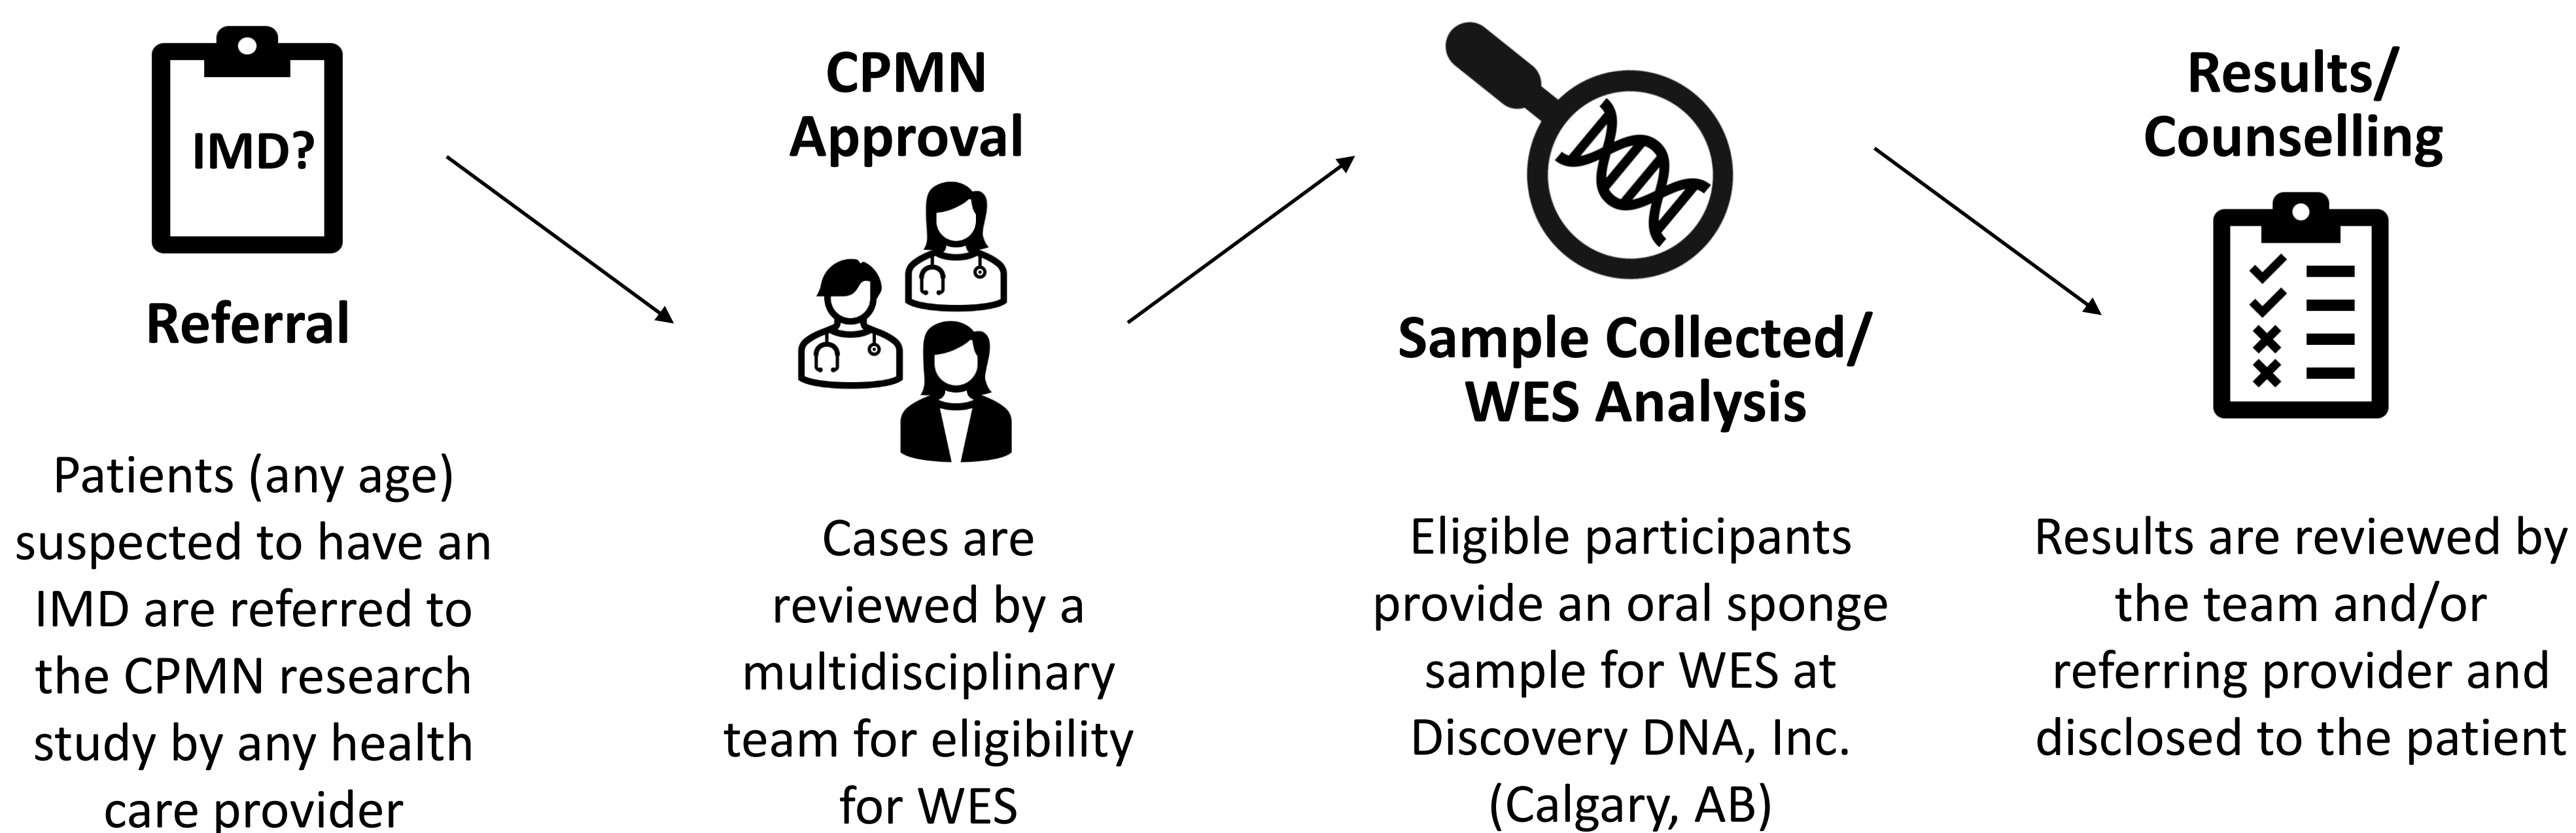 IMD?
Referral
Patients (any age)
suspected to have an
IMD are referred to
the CPMN research
study by any health
care provider
CPMN
Approval
Cases are
reviewed by a
multidisciplinary
team for eligibility
for WES
Sample Collected/
WES Analysis
Eligible participants
provide an oral sponge
sample for WES at
Discovery DNA, Inc.
(Calgary, AB)
Results/
Counselling
Results are reviewed by
the team and/or
referring provider and
disclosed to the patient